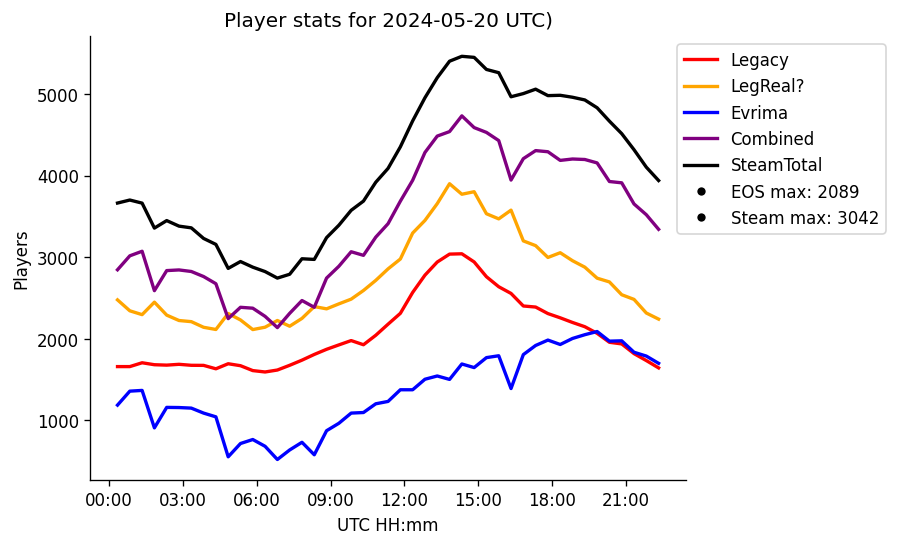 Player stats for 2024-05-20 UTC)
Legacy
LegReal?
Evrima
Combined
SteamTotal
EOS max: 2089
Steam max: 3042
Players
5000
4000
3000
2000
1000
00:00 03:00 06:00 09:00 12:00 15:00 18:00 21:00
UTC HH:mm